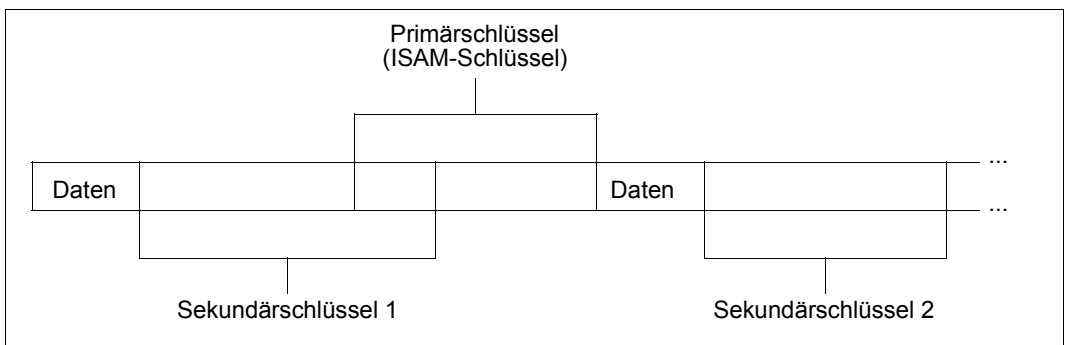 Primärschlüssel
(ISAM-Schlüssel)
...
Daten
Daten
...
Sekundärschlüssel 1
Sekundärschlüssel 2